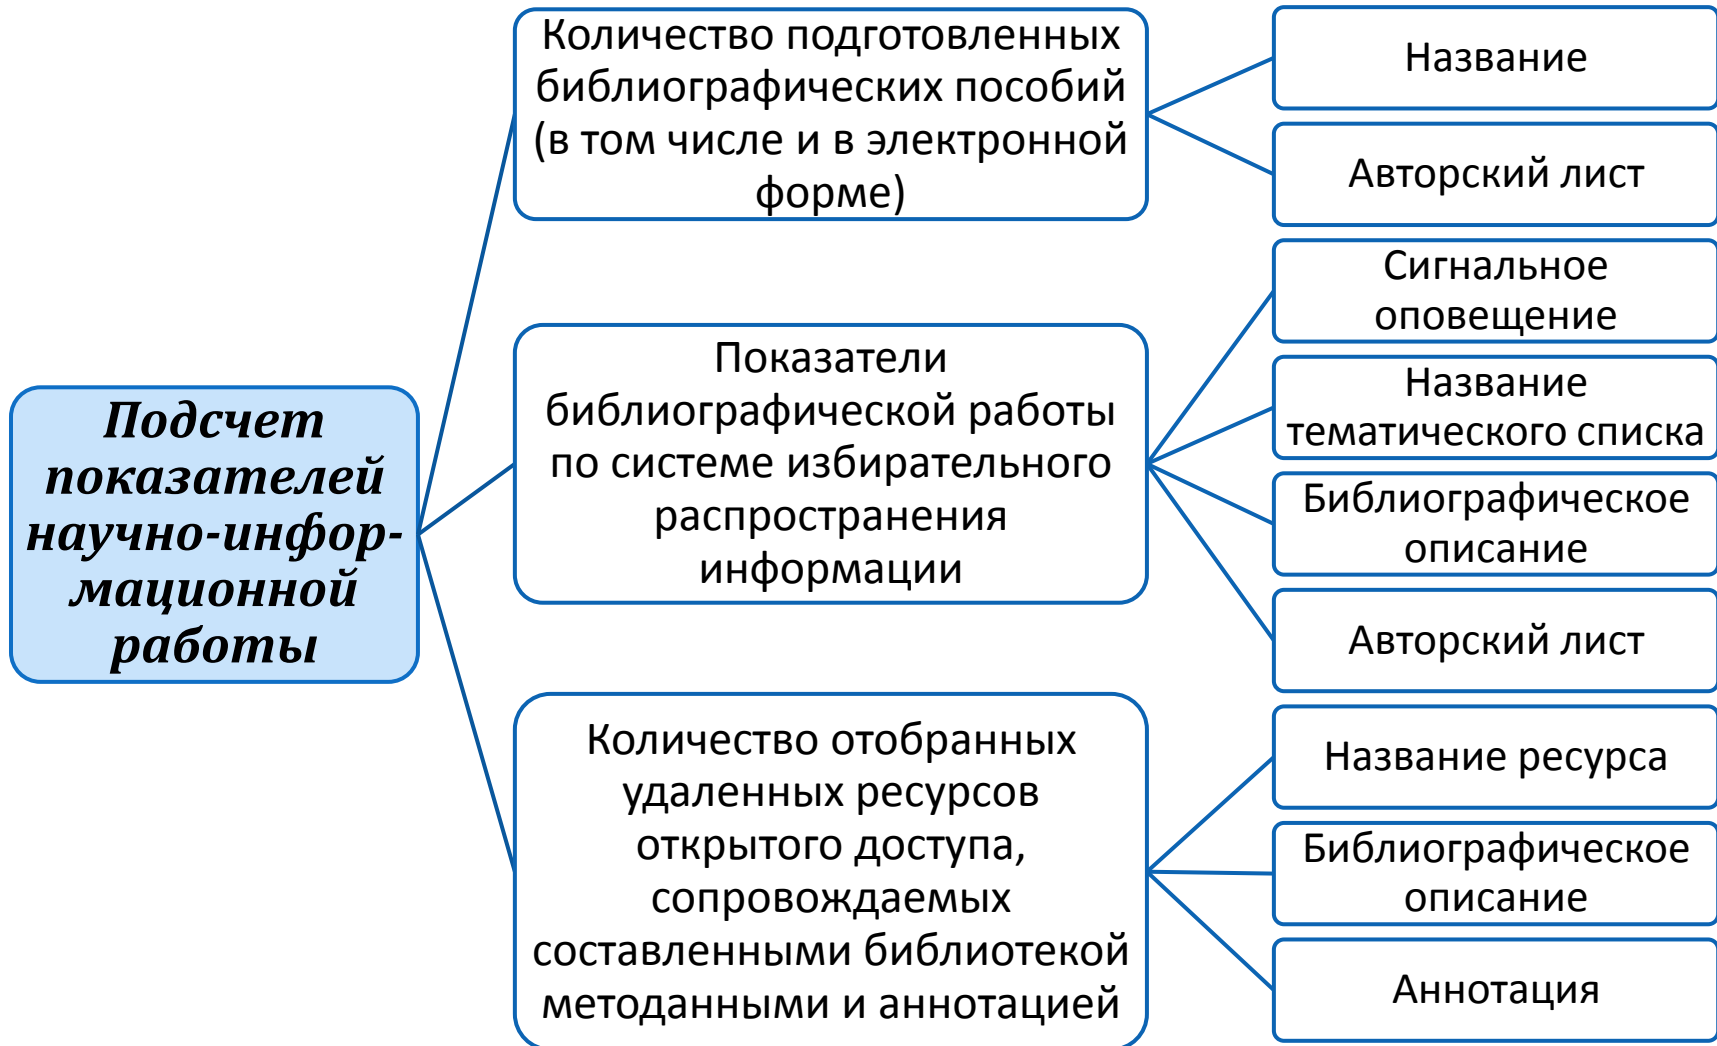 Подсчет
показателей
научно-инфор-
мационной
работы
Количество подготовленных
библиографических пособий
(в том числе и в электронной
форме)
Название
Авторский лист
Показатели
библиографической работы
по системе избирательного
распространения
информации
Сигнальное
оповещение
Название
тематического списка
Библиографическое
описание
Авторский лист
Количество отобранных
удаленных ресурсов
открытого доступа,
сопровождаемых
составленными библиотекой
методанными и аннотацией
Название ресурса
Библиографическое
описание
Аннотация